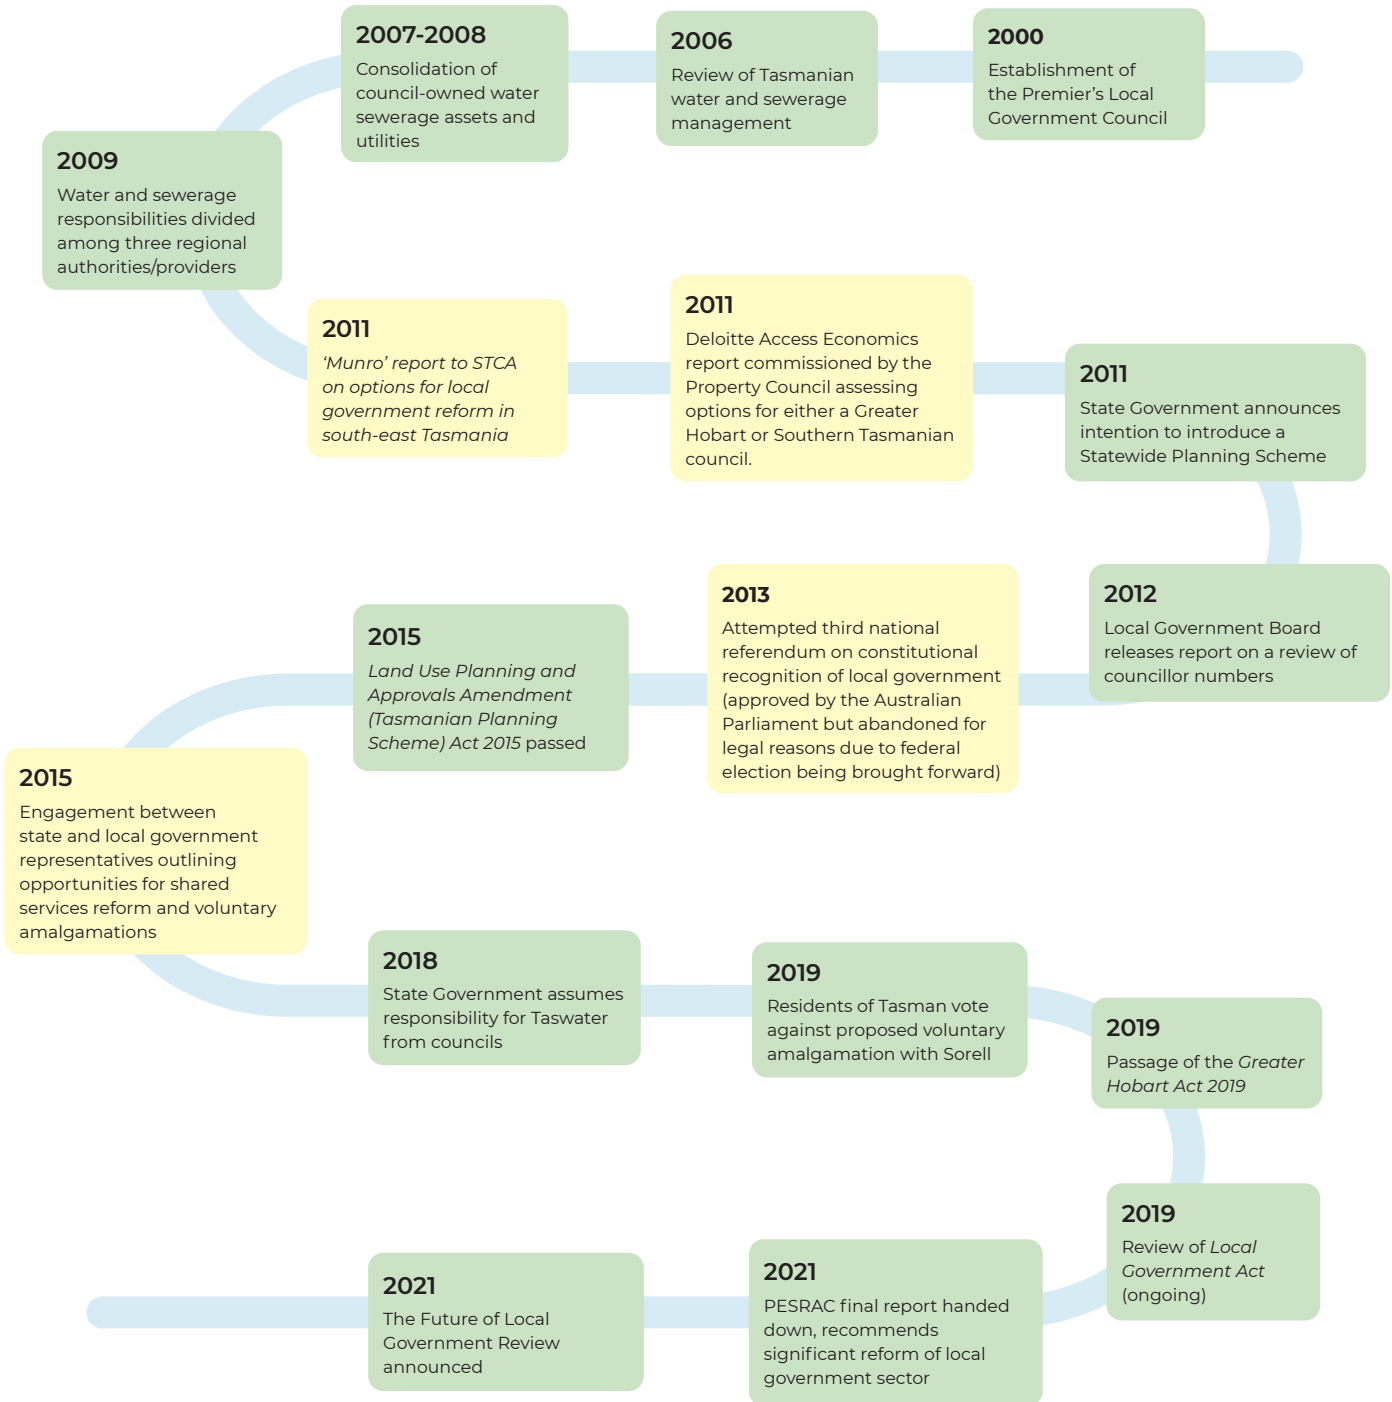 2000
Establishment of
the Premier’s Local
Government Council
2006
Review of Tasmanian
water and sewerage
management
2007-2008
Consolidation of
council-owned water
sewerage assets and
utilities
2009
Water and sewerage
responsibilities divided
among three regional
authorities/providers
2011
‘Munro’ report to STCA
on options for local
government reform in
south-east Tasmania
2011
Deloitte Access Economics
report commissioned by the
Property Council assessing
options for either a Greater
Hobart or Southern Tasmanian
council.
2011
State Government announces
intention to introduce a
Statewide Planning Scheme
2012
Local Government Board
releases report on a review of
councillor numbers
2013
Attempted third national
referendum on constitutional
recognition of local government
(approved by the Australian
Parliament but abandoned for
legal reasons due to federal
election being brought forward)
2015
Land Use Planning and
Approvals Amendment
(Tasmanian Planning
Scheme) Act 2015 passed
2015
Engagement between
state and local government
representatives outlining
opportunities for shared
services reform and voluntary
amalgamations
2018
State Government assumes
responsibility for Taswater
from councils
2019
Residents of Tasman vote
against proposed voluntary
amalgamation with Sorell
2019
Passage of the Greater
Hobart Act 2019
2019
Review of Local
Government Act
(ongoing)
2021
PESRAC final report handed
down, recommends
significant reform of local
government sector
2021
The Future of Local
Government Review
announced